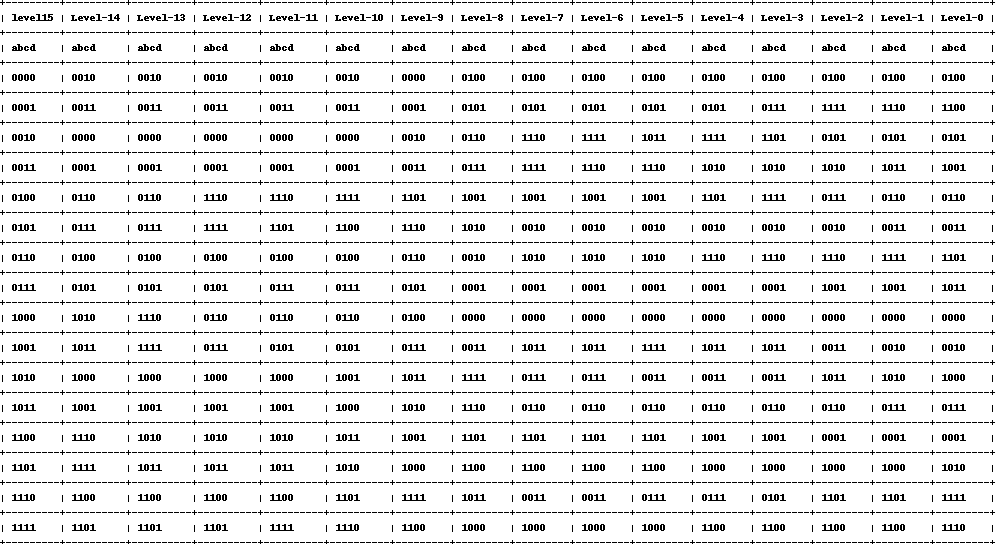 | level15 | Level-14 | Level-13 | Level-12 | Level-11 | Level-10 | Level-9 | Level-8 | Level-7 | Level-6 | Level-5 | Level-4 | Level-3 | Level-2 | Level-1 | Level-0 |
| abcd | abcd | abcd | abcd | abcd | abcd | abcd | abcd | abcd | abcd | abcd | abcd | abcd | abcd | abcd | abcd |
| 0000 | 0010 | 0010 | 0010 | 0010 | 0010 | 0000 | 0100 | 0100 | 0100 | 0100 | 0100 | 0100 | 0100 | 0100 | 0100 |
| 0001 | 0011 | 0011 | 0011 | 0011 | 0011 | 0001 | 0101 | 0101 | 0101 | 0101 | 0101 | 0111 | 1111 | 1110 | 1100 |
| 0010 | 0000 | 0000 | 0000 | 0000 | 0000 | 0010 | 0110 | 1110 | 1111 | 1011 | 1111 | 1101 | 0101 | 0101 | 0101 |
| 0011 | 0001 | 0001 | 0001 | 0001 | 0001 | 0011 | 0111 | 1111 | 1110 | 1110 | 1010 | 1010 | 1010 | 1011 | 1001 |
| 0100 | 0110 | 0110 | 1110 | 1110 | 1111 | 1101 | 1001 | 1001 | 1001 | 1001 | 1101 | 1111 | 0111 | 0110 | 0110 |
| 0101 | 0111 | 0111 | 1111 | 1101 | 1100 | 1110 | 1010 | 0010 | 0010 | 0010 | 0010 | 0010 | 0010 | 0011 | 0011 |
| 0110 | 0100 | 0100 | 0100 | 0100 | 0100 | 0110 | 0010 | 1010 | 1010 | 1010 | 1110 | 1110 | 1110 | 1111 | 1101 |
| 0111 | 0101 | 0101 | 0101 | 0111 | 0111 | 0101 | 0001 | 0001 | 0001 | 0001 | 0001 | 0001 | 1001 | 1001 | 1011 |
| 1000 | 1010 | 1110 | 0110 | 0110 | 0110 | 0100 | 0000 | 0000 | 0000 | 0000 | 0000 | 0000 | 0000 | 0000 | 0000 |
| 1001 | 1011 | 1111 | 0111 | 0101 | 0101 | 0111 | 0011 | 1011 | 1011 | 1111 | 1011 | 1011 | 0011 | 0010 | 0010 |
| 1010 | 1000 | 1000 | 1000 | 1000 | 1001 | 1011 | 1111 | 0111 | 0111 | 0011 | 0011 | 0011 | 1011 | 1010 | 1000 |
| 1011 | 1001 | 1001 | 1001 | 1001 | 1000 | 1010 | 1110 | 0110 | 0110 | 0110 | 0110 | 0110 | 0110 | 0111 | 0111 |
| 1100 | 1110 | 1010 | 1010 | 1010 | 1011 | 1001 | 1101 | 1101 | 1101 | 1101 | 1001 | 1001 | 0001 | 0001 | 0001 |
| 1101 | 1111 | 1011 | 1011 | 1011 | 1010 | 1000 | 1100 | 1100 | 1100 | 1100 | 1000 | 1000 | 1000 | 1000 | 1010 |
| 1110 | 1100 | 1100 | 1100 | 1100 | 1101 | 1111 | 1011 | 0011 | 0011 | 0111 | 0111 | 0101 | 1101 | 1101 | 1111 |
| 1111 | 1101 | 1101 | 1101 | 1111 | 1110 | 1100 | 1000 | 1000 | 1000 | 1000 | 1100 | 1100 | 1100 | 1100 | 1110 |